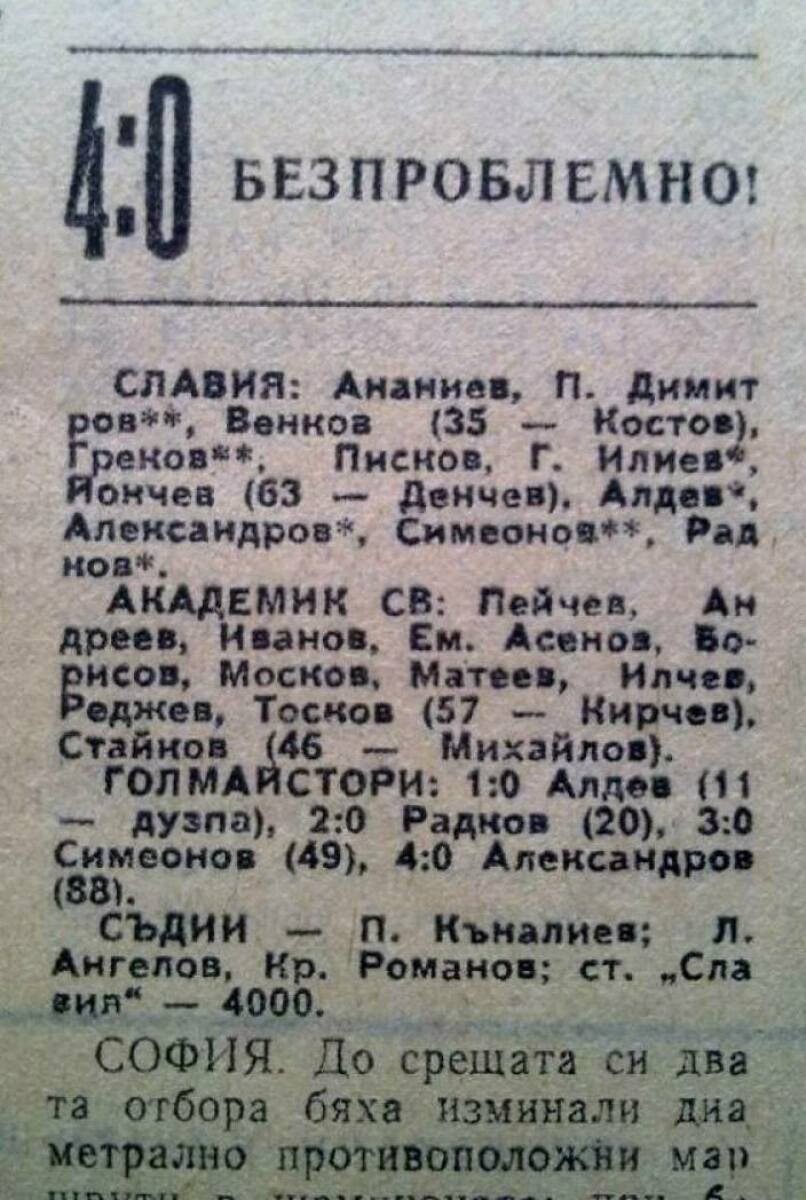 4:0 БЕЗПРОБЛЕМНО!
СЛАВИЯ: Ананиев, П. Димит
ров**, Венков (35 — Костов),
Греков**, Писков, Г. Илиев*,
Йончев (63 — Денчев), Алдев*,
Александров*, Симеонов**, Рад
ков*.
АКАДЕМИК СВ: Пейчев, Ан
дреев, Иванов, Ем. Асенов, Бо-
рисов, Москов, Матеев, Илчев,
Реджев, Тосков (57 — Кирчев),
Стайков (46 — Михайлов).
ГОЛМАЙСТОРИ: 1:0 Алдев (11
— дузпа), 2:0 Радков (20), 3:0
Симеонов (49), 4:0 Александров
(88).
СЪДИИ — П. Къналиев; Л.
Ангелов, Кр. Романов; ст. „Сла
вия“ — 4000.
СОФИЯ. До срещата си два
та отбора бяха изминали диа
метрално противоположни мар